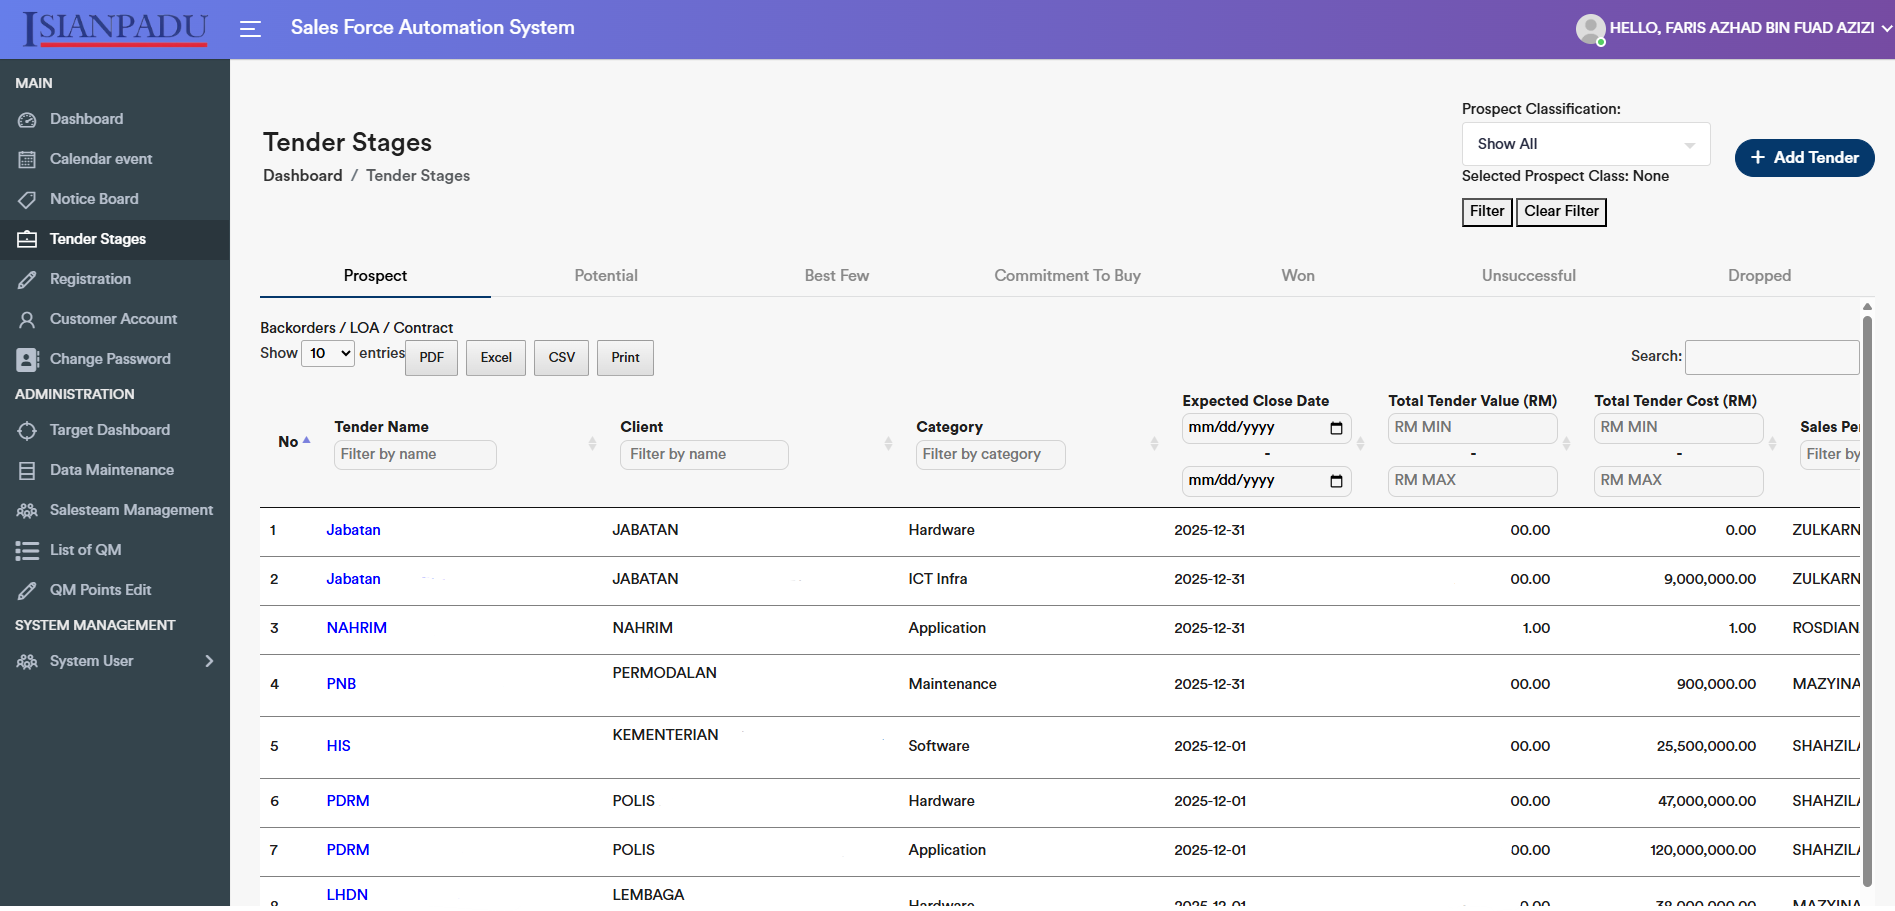 ISIANPADU
Sales Force Automation System
HELLO, FARIS AZHAD BIN FUAD AZIZI
MAIN
Dashboard
Calendar event
Notice Board
Tender Stages
Registration
Customer Account
Change Password
ADMINISTRATION
Target Dashboard
Data Maintenance
Salesteam Management
List of QM
QM Points Edit
SYSTEM MANAGEMENT
System User
Tender Stages
Dashboard / Tender Stages
Prospect Classification:
Show All
Selected Prospect Class: None
Filter Clear Filter
+ Add Tender
Prospect Potential Best Few Commitment To Buy Won Unsuccessful Dropped
Backorders / LOA / Contract
Show 10 entries PDF Excel CSV Print Search:
No Tender Name Client Category Expected Close Date Total Tender Value (RM) Total Tender Cost (RM) Sales Pe
Filter by name Filter by name Filter by category mm/dd/yyyy RM MIN RM MIN Filter by
- - -
mm/dd/yyyy RM MAX RM MAX
1 Jabatan JABATAN Hardware 2025-12-31 00.00 0.00 ZULKARN
2 Jabatan JABATAN ICT Infra 2025-12-31 00.00 9,000,000.00 ZULKARN
3 NAHRIM NAHRIM Application 2025-12-31 1.00 1.00 ROSDIAN
4 PNB PERMODALAN Maintenance 2025-12-31 00.00 900,000.00 MAZYINA
5 HIS KEMENTERIAN Software 2025-12-01 00.00 25,500,000.00 SHAHZILA
6 PDRM POLIS Hardware 2025-12-01 00.00 47,000,000.00 SHAHZILA
7 PDRM POLIS Application 2025-12-01 00.00 120,000,000.00 SHAHZILA
8 LHDN LEMBAGA Hardware 2025-12-01 0.00 38,000,000.00 MAZYINA